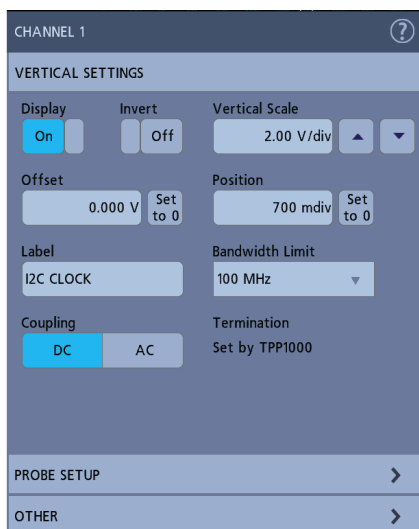 CHANNEL 1
?
VERTICAL SETTINGS
Display Invert Vertical Scale
On Off 2.00 V/div
Offset Position
0.000 V Set to 0 700 mdiv Set to 0
Label Bandwidth Limit
I2C CLOCK 100 MHz
Coupling Termination
DC AC Set by TPP1000
PROBE SETUP
OTHER